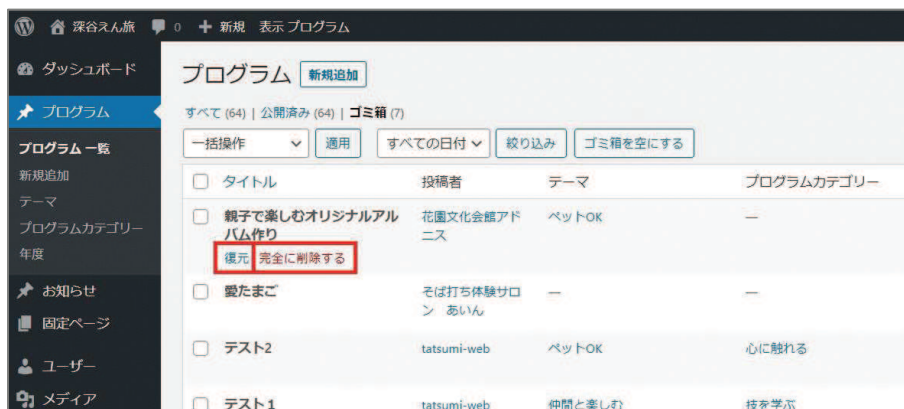 深谷えん旅 0 新規 表示 プログラム
ダッシュボード
プログラム
プログラム 一覧
新規追加
テーマ
プログラムカテゴリー
年度
お知らせ
固定ページ
ユーザー
メディア
プログラム 新規追加
すべて (64) | 公開済み (64) | ゴミ箱 (7)
一括操作 適用 すべての日付 絞り込み ゴミ箱を空にする
タイトル 投稿者 テーマ プログラムカテゴリー
親子で楽しむオリジナルアル 花園文化会館アド ペットOK —
バム作り ニス
復元 完全に削除する
愛たまご そば打ち体験サロ — —
ン あいん
テスト2 tatsumi-web ペットOK 心に触れる
テスト1 tatsumi-web 仲間と楽しむ 技を学ぶ